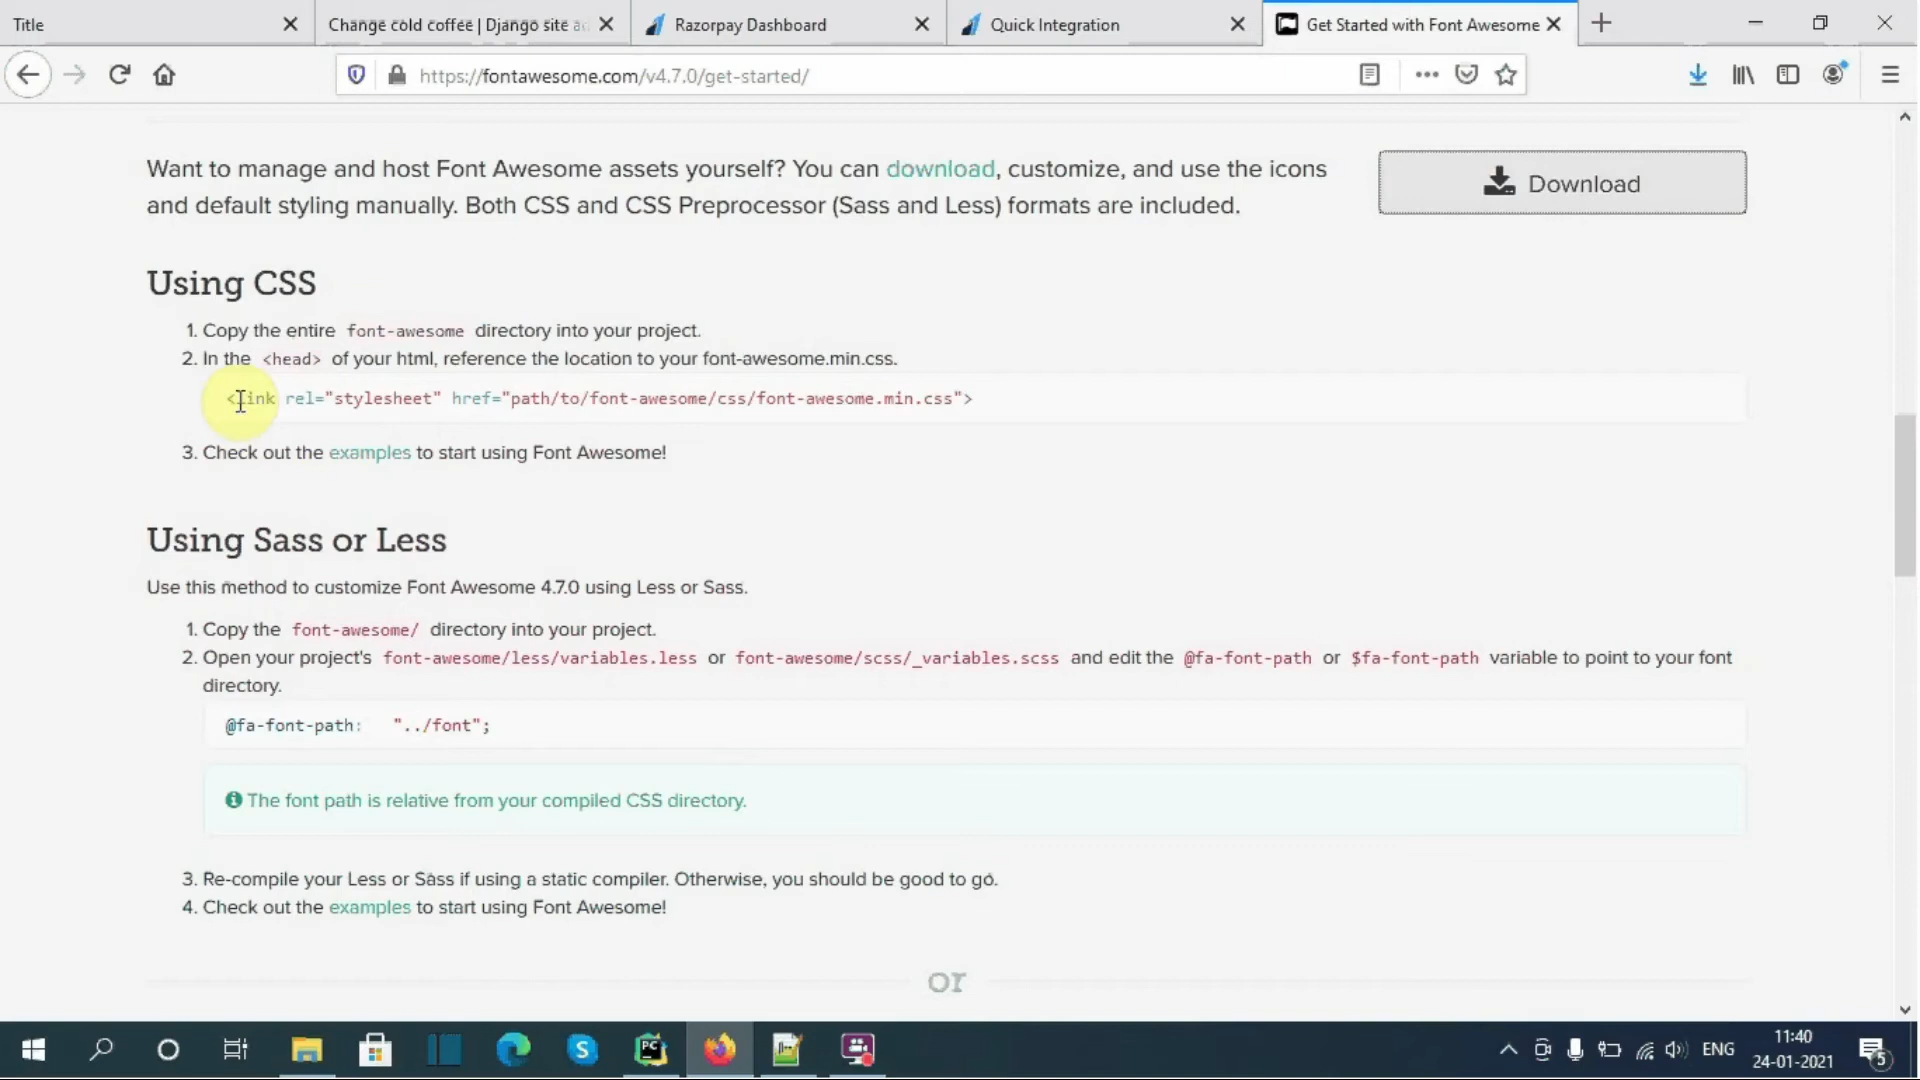 Title
Change cold coffee | Django site ad
Razorpay Dashboard
Quick Integration
Get Started with Font Awesome
https://fontawesome.com/v4.7.0/get-started/
Want to manage and host Font Awesome assets yourself? You can download, customize, and use the icons
and default styling manually. Both CSS and CSS Preprocessor (Sass and Less) formats are included.
Download
Using CSS
1. Copy the entire font-awesome directory into your project.
2. In the <head> of your html, reference the location to your font-awesome.min.css.
<link rel="stylesheet" href="path/to/font-awesome/css/font-awesome.min.css">
3. Check out the examples to start using Font Awesome!
Using Sass or Less
Use this method to customize Font Awesome 4.7.0 using Less or Sass.
1. Copy the font-awesome/ directory into your project.
2. Open your project's font-awesome/less/variables.less or font-awesome/scss/_variables.scss and edit the @fa-font-path or $fa-font-path variable to point to your font
directory.
@fa-font-path: "../font";
The font path is relative from your compiled CSS directory.
3. Re-compile your Less or Sass if using a static compiler. Otherwise, you should be good to go.
4. Check out the examples to start using Font Awesome!
or
PC
S
ENG
11:40
24-01-2021
5